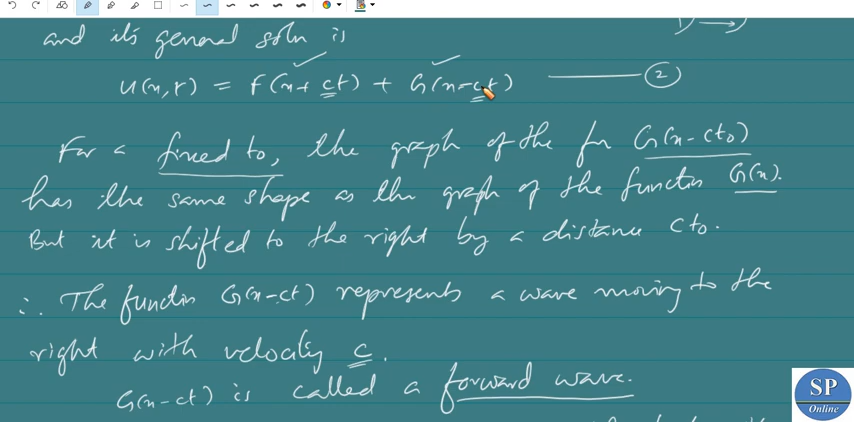 and its general soln is
u(x,t) = F(x+ct) + G(x-ct) ——— ②
For a fixed t₀, the graph of the fn G(x-ct₀)
has the same shape as the graph of the function G(x).
But it is shifted to the right by a distance ct₀.
∴ The function G(x-ct) represents a wave moving to the
right with velocity c.
G(x-ct) is called a forward wave.
SP
Online